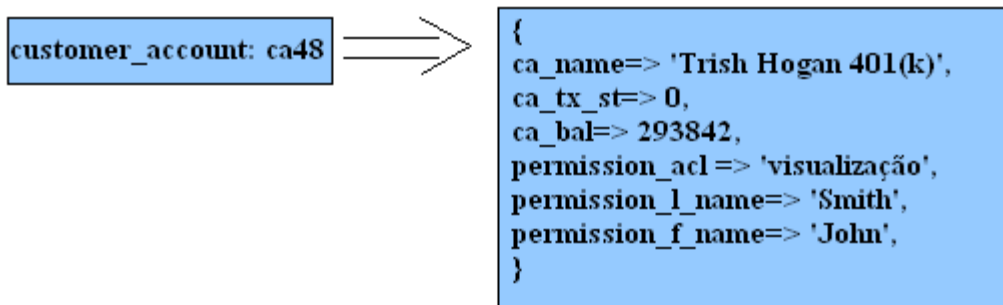 customer_account: ca48
{
ca_name=> 'Trish Hogan 401(k)',
ca_tx_st=> 0,
ca_bal=> 293842,
permission_acl => 'visualização',
permission_l_name=> 'Smith',
permission_f_name=> 'John',
}